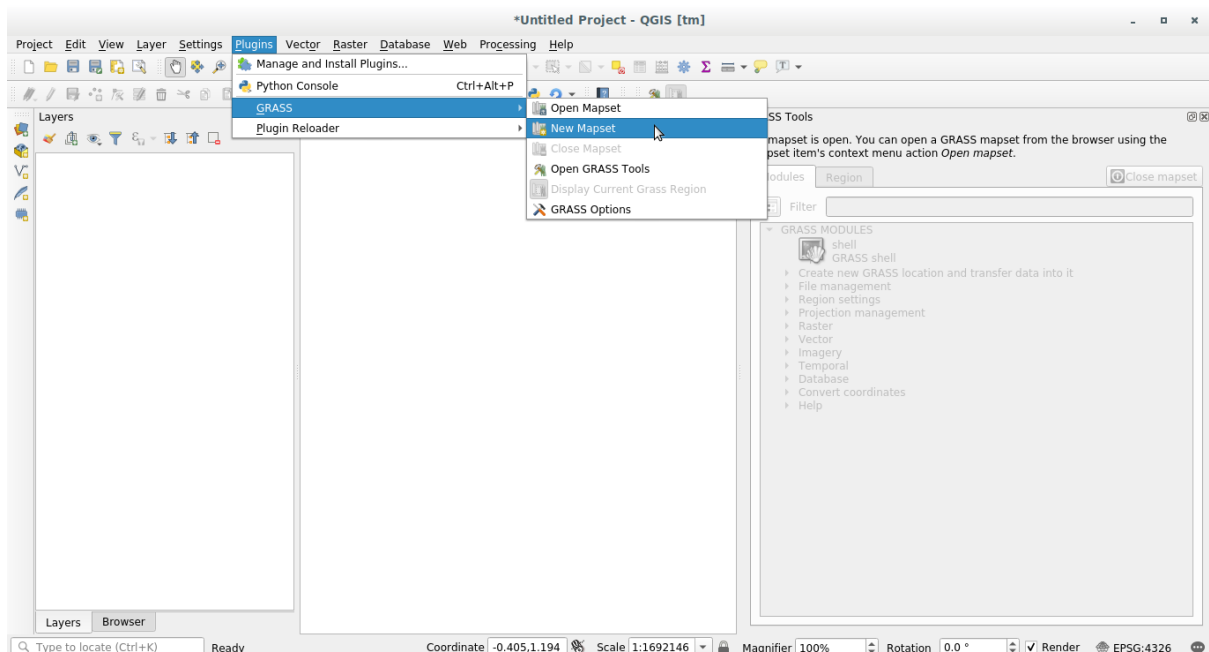 *Untitled Project - QGIS [tm]
Project Edit View Layer Settings Plugins Vector Raster Database Web Processing Help
Manage and Install Plugins...
Python Console Ctrl+Alt+P
GRASS
Plugin Reloader
Open Mapset
New Mapset
Close Mapset
Open GRASS Tools
Display Current Grass Region
GRASS Options
Layers
SS Tools
mapset is open. You can open a GRASS mapset from the browser using the
pset item's context menu action Open mapset.
odules Region Close mapset
Filter
GRASS MODULES
shell
GRASS shell
Create new GRASS location and transfer data into it
File management
Region settings
Projection management
Raster
Vector
Imagery
Temporal
Database
Convert coordinates
Help
Layers Browser
Type to locate (Ctrl+K) Ready Coordinate -0.405,1.194 Scale 1:1692146 Magnifier 100% Rotation 0.0 ° Render EPSG:4326